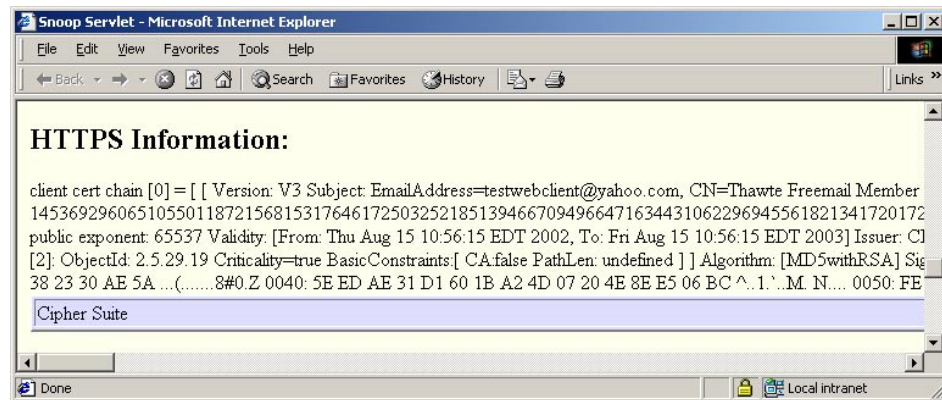 Snoop Servlet - Microsoft Internet Explorer
File Edit View Favorites Tools Help
Back Search Favorites History Links »
HTTPS Information:
client cert chain [0] = [ [ Version: V3 Subject: EmailAddress=testwebclient@yahoo.com, CN=Thawte Freemail Member
14536929606510550118721568153176461725032521851394667094966471634431062296945561821341720172
public exponent: 65537 Validity: [From: Thu Aug 15 10:56:15 EDT 2002, To: Fri Aug 15 10:56:15 EDT 2003] Issuer: CN
[2]: ObjectId: 2.5.29.19 Criticality=true BasicConstraints:[ CA:false PathLen: undefined ] ] Algorithm: [MD5withRSA] Sig
38 23 30 AE 5A ...(.......8#0.Z 0040: 5E ED AE 31 D1 60 1B A2 4D 07 20 4E 8E E5 06 BC ^..1.`..M. N.... 0050: FE
Cipher Suite
Done Local intranet